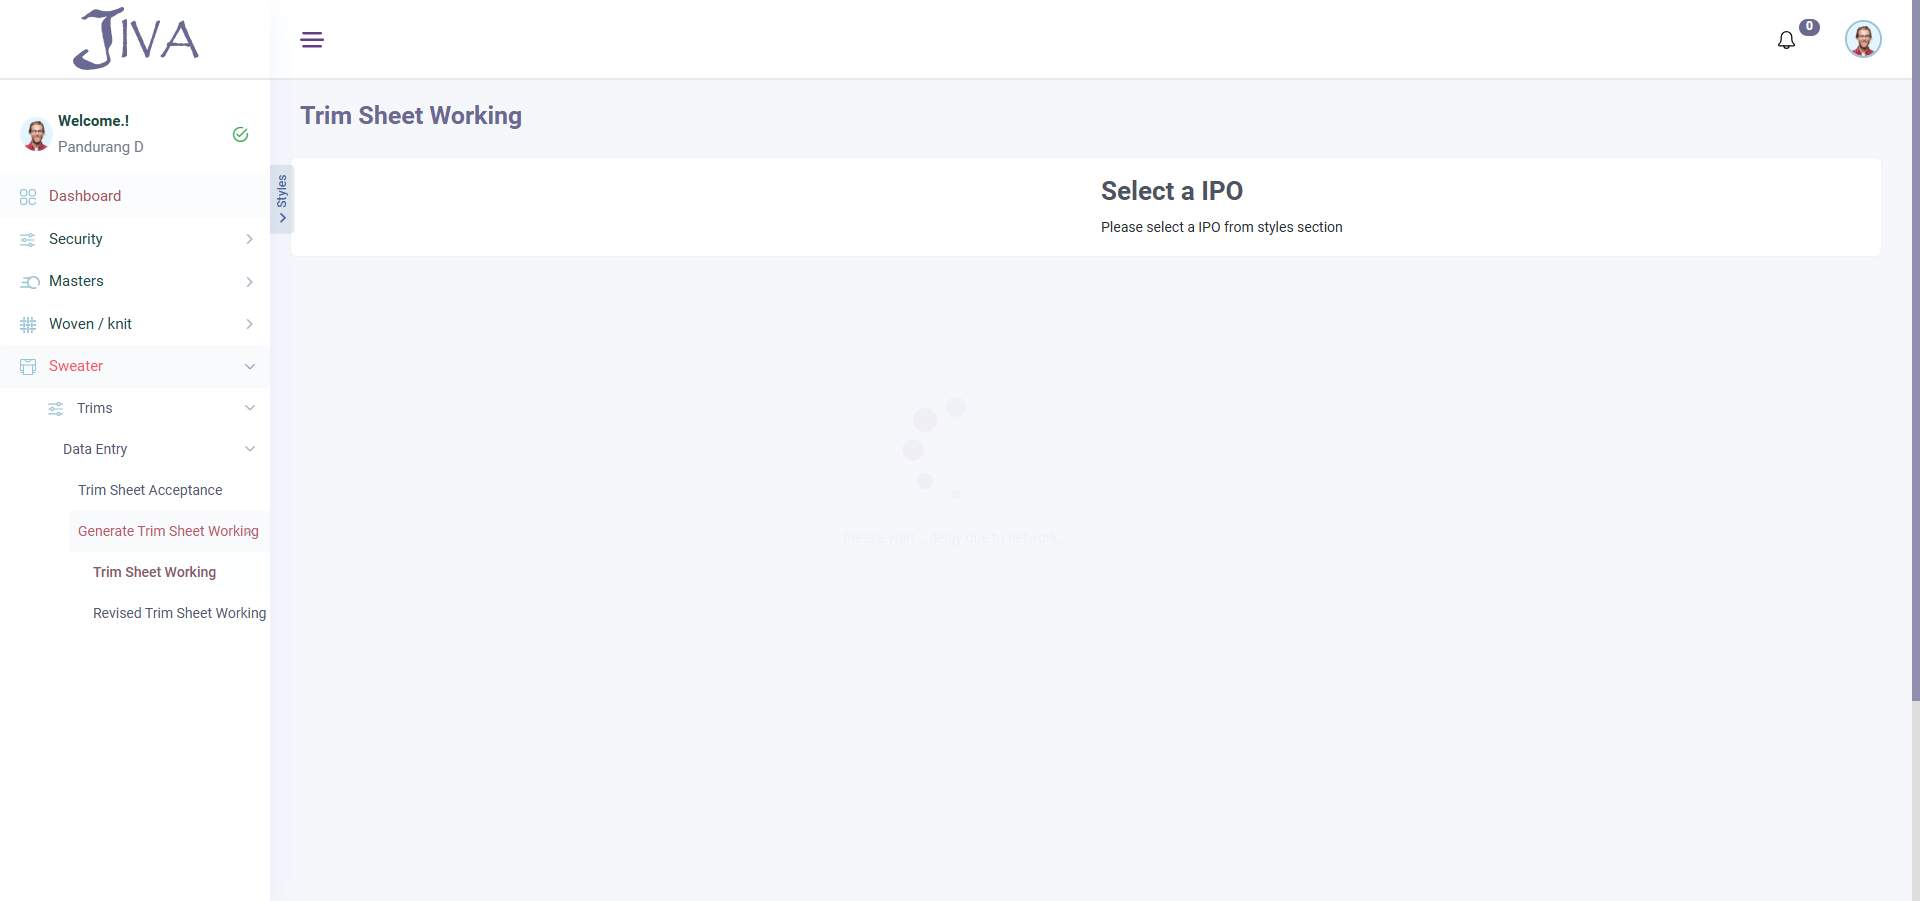 JIVA
0
Welcome.!
Pandurang D
Trim Sheet Working
Styles
Dashboard
Security
Masters
Woven / knit
Sweater
Trims
Data Entry
Trim Sheet Acceptance
Generate Trim Sheet Working
Trim Sheet Working
Revised Trim Sheet Working
Select a IPO
Please select a IPO from styles section
Please wait... delay due to network..